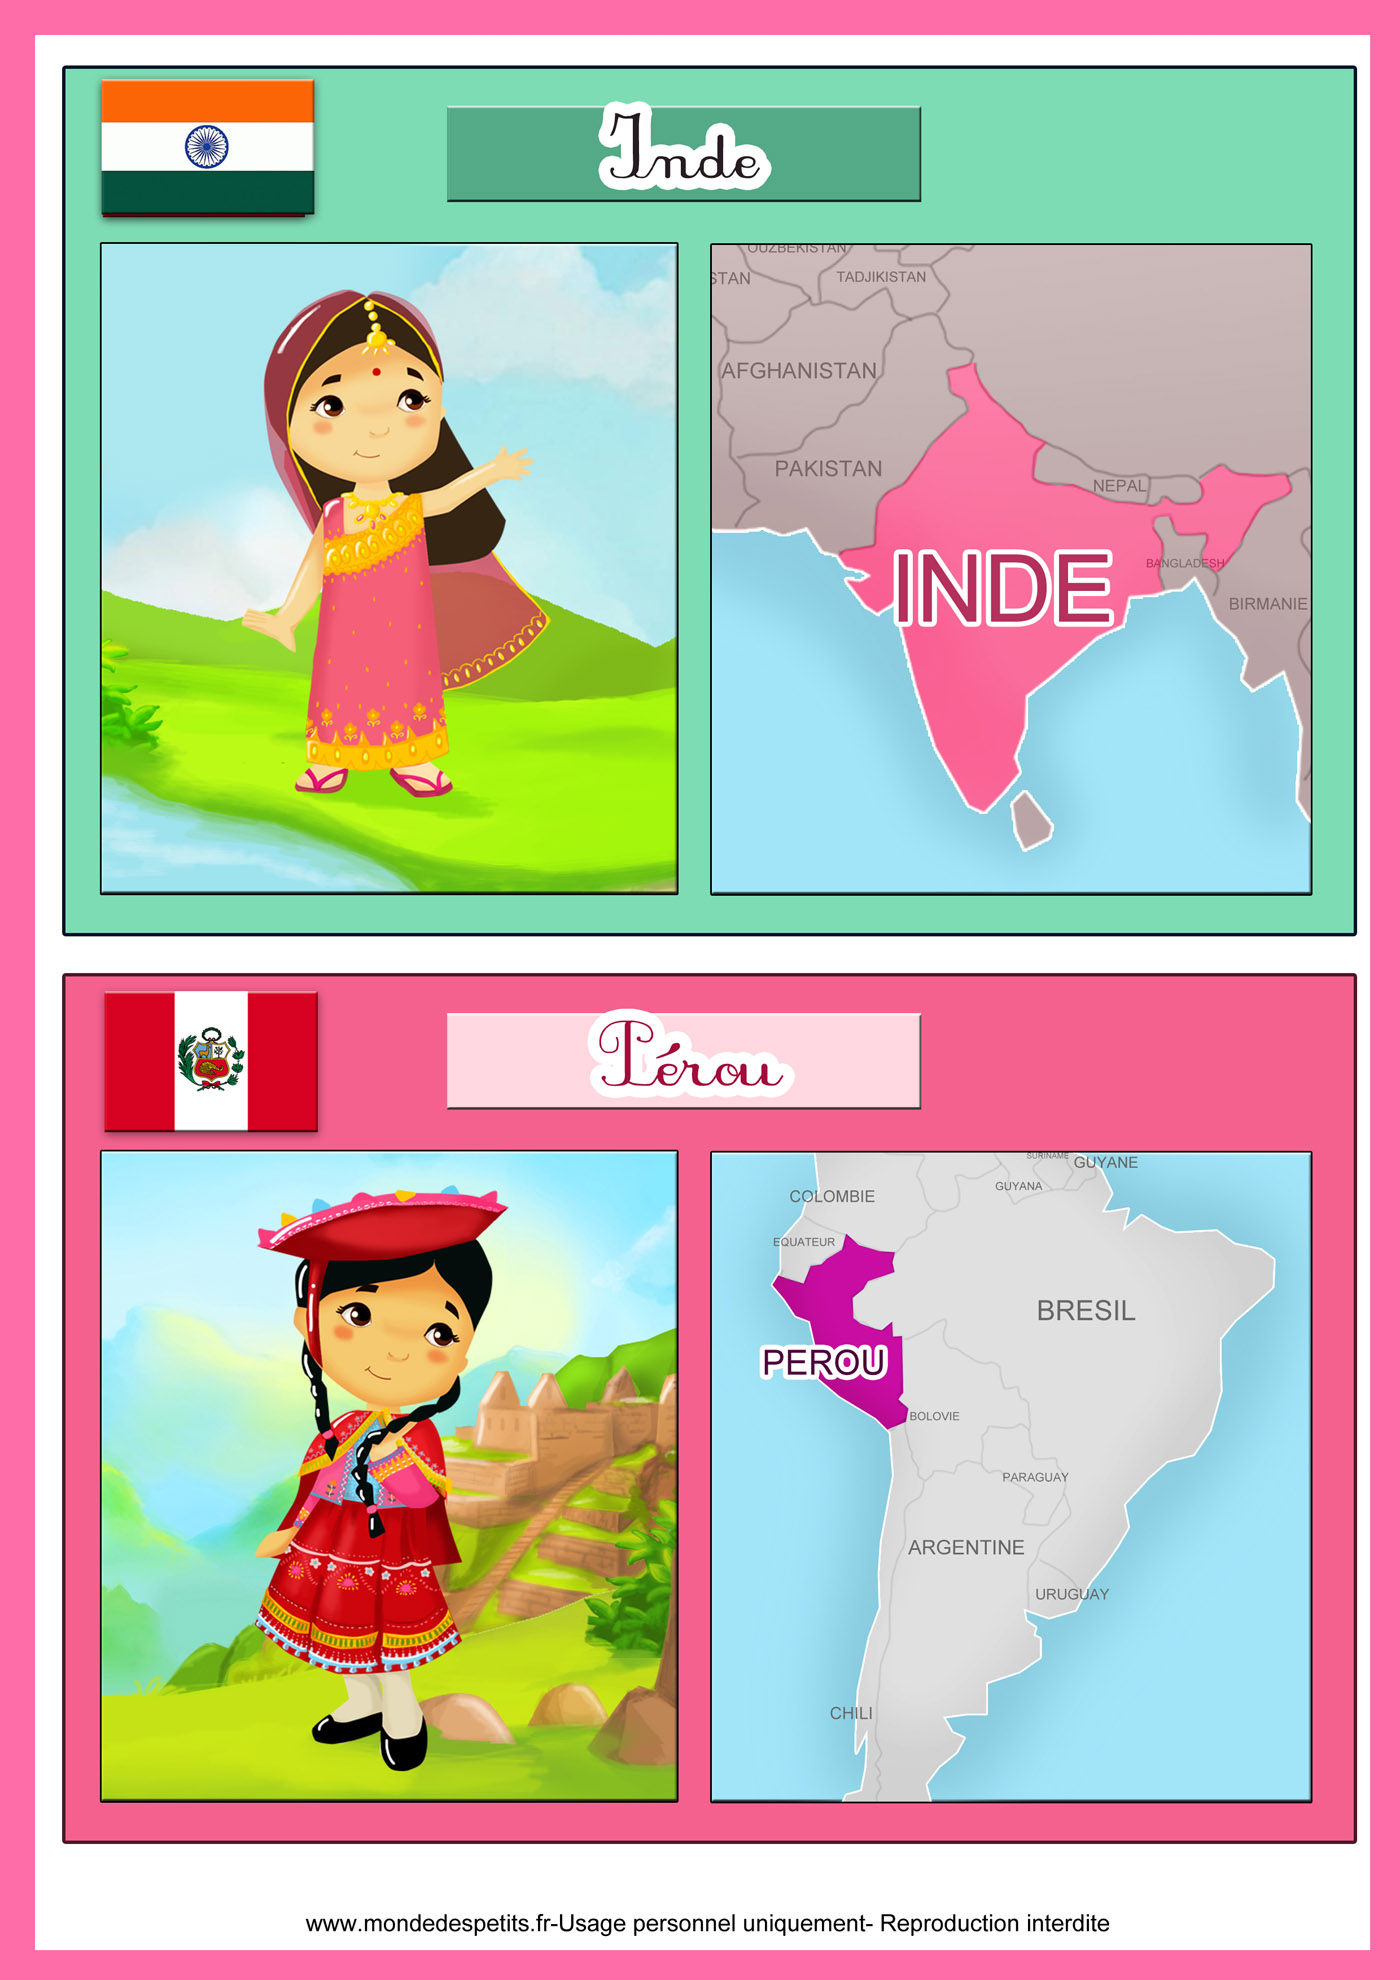 Inde
OUZBEKISTAN
STAN
TADJIKISTAN
AFGHANISTAN
PAKISTAN
NEPAL
INDE
BANGLADESH
BIRMANIE
Pérou
SURINAME
GUYANE
COLOMBIE
GUYANA
EQUATEUR
BRESIL
PEROU
BOLOVIE
PARAGUAY
ARGENTINE
URUGUAY
CHILI
www.mondedespetits.fr-Usage personnel uniquement- Reproduction interdite